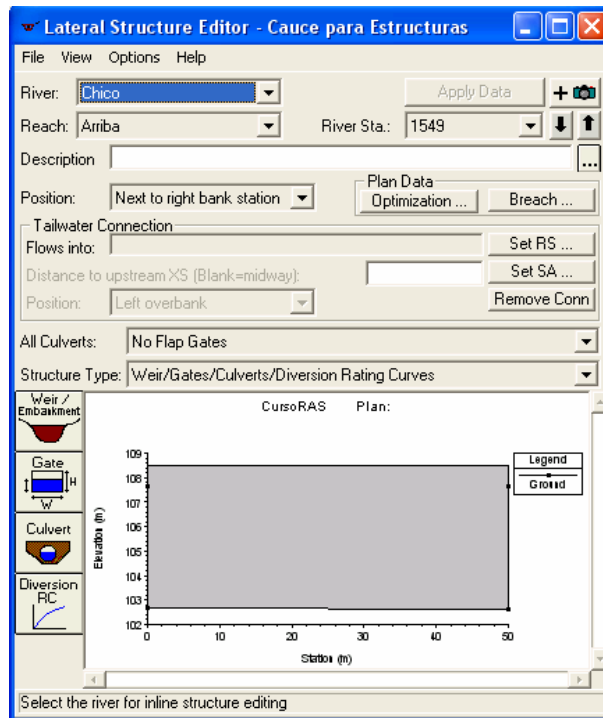 Lateral Structure Editor - Cauce para Estructuras
File View Options Help
River: Chico Apply Data
Reach: Arriba River Sta.: 1549
Description ...
Plan Data
Position: Next to right bank station Optimization ... Breach ...
Tailwater Connection
Flows into: Set RS ...
Distance to upstream XS (Blank=midway): Set SA ...
Position: Left overbank Remove Conn
All Culverts: No Flap Gates
Structure Type: Weir/Gates/Culverts/Diversion Rating Curves
Weir /
Embankment
Gate
H
W
Culvert
Diversion
RC
CursoRAS Plan:
Legend
Ground
Elevation (m)
109
108
107
106
105
104
103
102
0 10 20 30 40 50
Station (m)
Select the river for inline structure editing